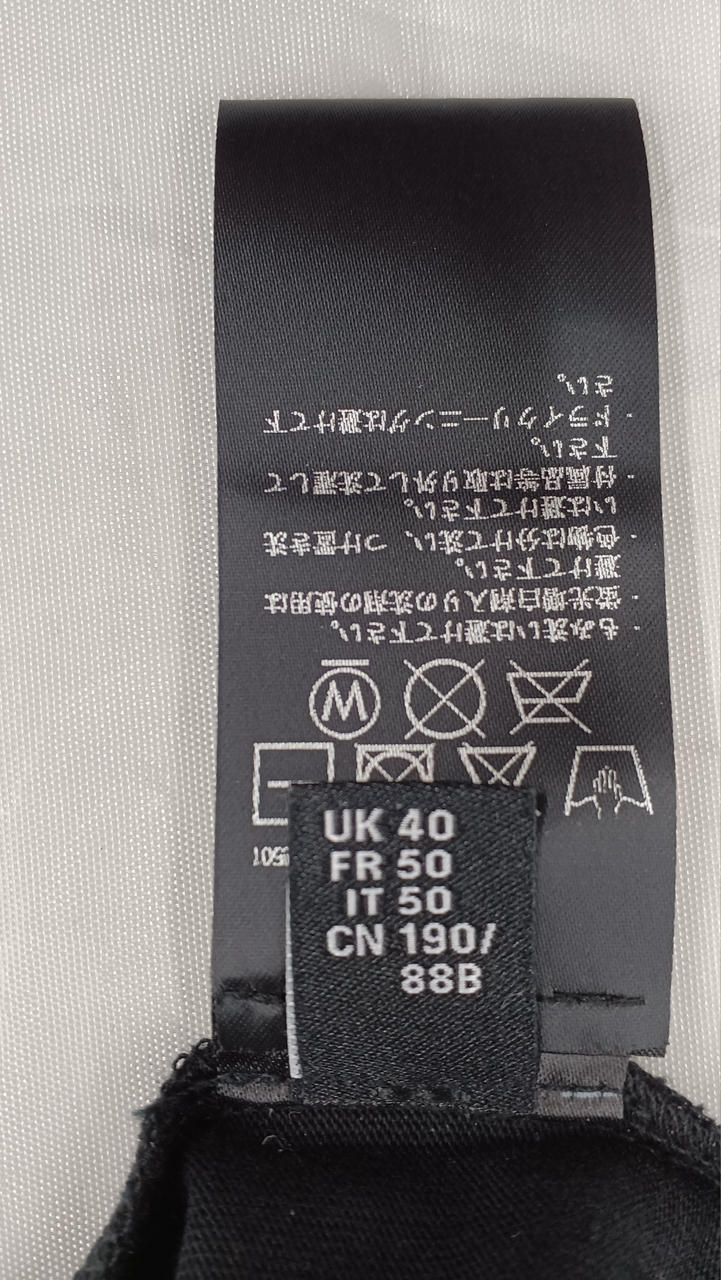 ・もみ洗いは避けて下さい。
・蛍光増白剤入りの洗剤の使用は
避けて下さい。
・色物は分けて洗い、つけ置き洗
いは避けて下さい。
・付属品等は取り外して洗濯して
下さい。
・ドライクリーニングは避けて下
さい。
W
UK 40
FR 50
IT 50
CN 190/
88B